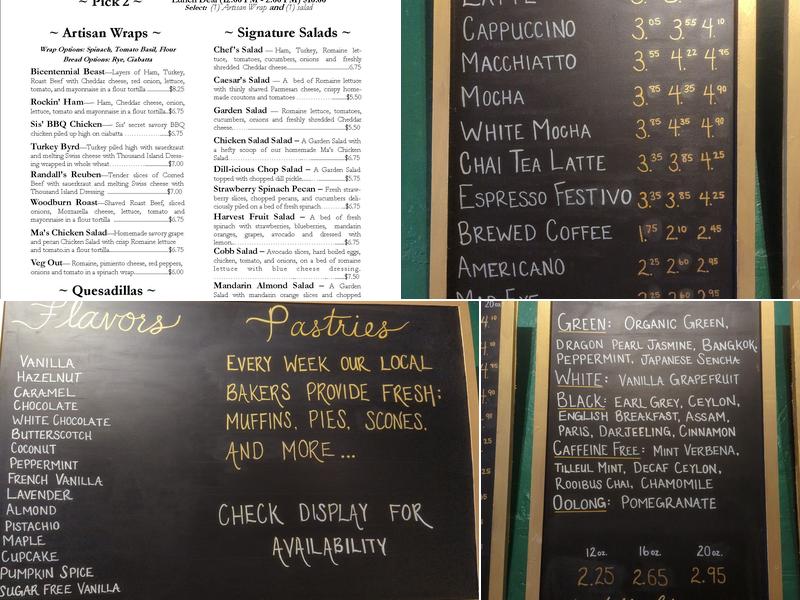 ~ Pick 2 ~
Lunch Deal (12:00 PM - 2:00 PM) $10.00
Select: (1) Artisan Wrap and (1) salad
~ Artisan Wraps ~
Wrap Options: Spinach, Tomato Basil, Flour
Bread Options: Rye, Ciabatta
Bicentennial Beast—Layers of Ham, Turkey,
Roast Beef with Cheddar cheese, red onion, lettuce,
tomato, and mayonnaise in a flour tortilla ....$8.25
Rockin' Ham— Ham, Cheddar cheese, onion,
lettuce, tomato and mayonnaise in a flour tortilla..$6.75
Sis' BBQ Chicken—Sis' secret savory BBQ
chicken piled up high on ciabatta ....$6.75
Turkey Byrd—Turkey piled high with sauerkraut
and melting Swiss cheese with Thousand Island Dress-
ing wrapped in whole wheat ....$7.00
Randall's Reuben—Tender slices of Corned
Beef with sauerkraut and melting Swiss cheese with
Thousand Island Dressing ....$7.00
Woodburn Roast—Shaved Roast Beef, sliced
onions, Mozzarella cheese, lettuce, tomato and
mayonnaise in a flour tortilla ....$6.75
Ma's Chicken Salad—Homemade savory grape
and pecan Chicken Salad with crisp Romaine lettuce
and tomato.in a flour tortilla ....$6.75
Veg Out— Romaine, pimiento cheese, red peppers,
onions and tomato in a spinach wrap....$6.00
~ Quesadillas ~
~ Signature Salads ~
Chef's Salad — Ham, Turkey, Romaine let-
tuce, tomatoes, cucumbers, onions and freshly
shredded Cheddar cheese....6.75
Caesar's Salad — A bed of Romaine lettuce
with thinly shaved Parmesan cheese, crispy home-
made croutons and tomatoes ....$5.50
Garden Salad — Romaine lettuce, tomatoes,
cucumbers, onions and freshly shredded Cheddar
cheese....$5.50
Chicken Salad Salad — A Garden Salad with
a hefty scoop of our homemade Ma's Chicken
Salad....$6.75
Dill-icious Chop Salad — A Garden Salad
topped with chopped dill pickle....$5.75
Strawberry Spinach Pecan — Fresh straw-
berry slices, chopped pecans, and cucumbers deli-
ciously piled on a bed of fresh spinach ....$6.75
Harvest Fruit Salad — A bed of fresh
spinach with strawberries, blueberries, mandarin
oranges, grapes, avocado and dressed with
lemon....$6.75
Cobb Salad — Avocado slices, hard boiled eggs,
chicken, tomato, and onions, on a bed of romaine
lettuce with blue cheese dressing.
....$7.50
Mandarin Almond Salad — A Garden
Salad with mandarin orange slices and chopped
LATTE
CAPPUCCINO 3.05 3.55 4.10
MACCHIATTO 3.55 4.22 4.75
MOCHA 3.85 4.35 4.90
WHITE MOCHA 3.85 4.35 4.90
CHAI TEA LATTE 3.35 3.85 4.25
ESPRESSO FESTIVO 3.35 3.85 4.25
BREWED COFFEE 1.75 2.10 2.45
AMERICANO 2.25 2.60 2.95
Flavors
VANILLA
HAZELNUT
CARAMEL
CHOCOLATE
WHITE CHOCOLATE
BUTTERSCOTCH
COCONUT
PEPPERMINT
FRENCH VANILLA
LAVENDER
ALMOND
PISTACHIO
MAPLE
CUPCAKE
PUMPKIN SPICE
SUGAR FREE VANILLA
Pastries
EVERY WEEK OUR LOCAL
BAKERS PROVIDE FRESH:
MUFFINS, PIES, SCONES,
AND MORE...
CHECK DISPLAY FOR
AVAILABILITY
GREEN: ORGANIC GREEN,
DRAGON PEARL JASMINE, BANGKOK,
PEPPERMINT, JAPANESE SENCHA
WHITE: VANILLA GRAPEFRUIT
BLACK: EARL GREY, CEYLON,
ENGLISH BREAKFAST, ASSAM,
PARIS, DARJEELING, CINNAMON
CAFFEINE FREE: MINT VERBENA,
TILLEUL MINT, DECAF CEYLON,
ROOIBUS CHAI, CHAMOMILE
OOLONG: POMEGRANATE
12oz. 16oz. 20oz.
2.25 2.65 2.95